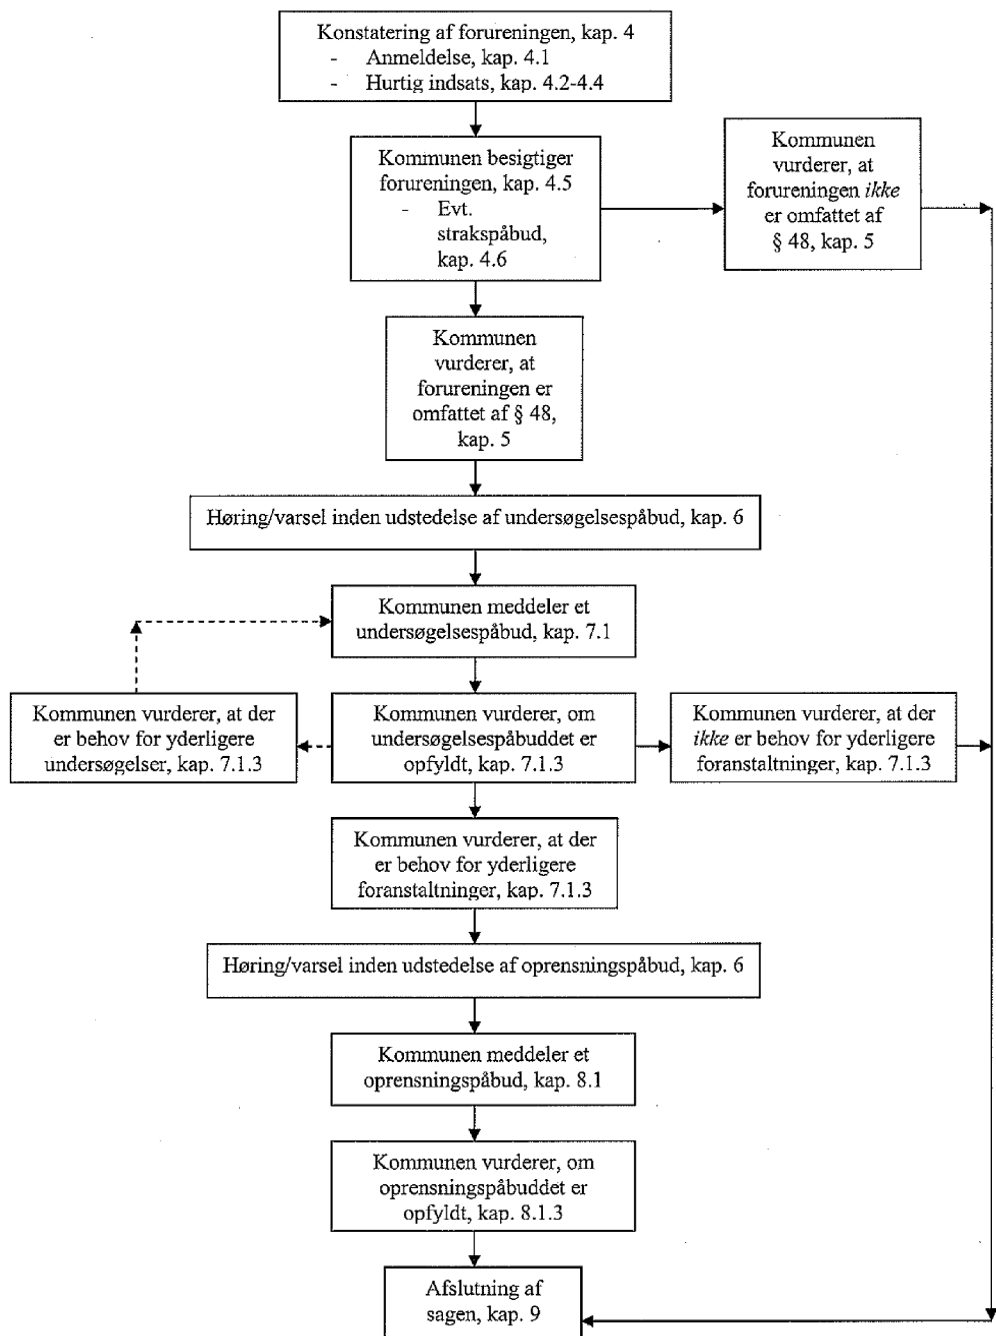 Konstatering af forureningen, kap. 4
- Anmeldelse, kap. 4.1
- Hurtig indsats, kap. 4.2-4.4
Kommunen besigtiger
forureningen, kap. 4.5
- Evt.
strakspåbud,
kap. 4.6
Kommunen
vurderer, at
forureningen ikke
er omfattet af
§ 48, kap. 5
Kommunen
vurderer, at
forureningen er
omfattet af § 48,
kap. 5
Høring/varsel inden udstedelse af undersøgelsespåbud, kap. 6
Kommunen meddeler et
undersøgelsespåbud, kap. 7.1
Kommunen vurderer, at der
er behov for yderligere
undersøgelser, kap. 7.1.3
Kommunen vurderer, om
undersøgelsespåbuddet er
opfyldt, kap. 7.1.3
Kommunen vurderer, at der
ikke er behov for yderligere
foranstaltninger, kap. 7.1.3
Kommunen vurderer, at der
er behov for yderligere
foranstaltninger, kap. 7.1.3
Høring/varsel inden udstedelse af oprensningspåbud, kap. 6
Kommunen meddeler et
oprensningspåbud, kap. 8.1
Kommunen vurderer, om
oprensningspåbuddet er
opfyldt, kap. 8.1.3
Afslutning af
sagen, kap. 9